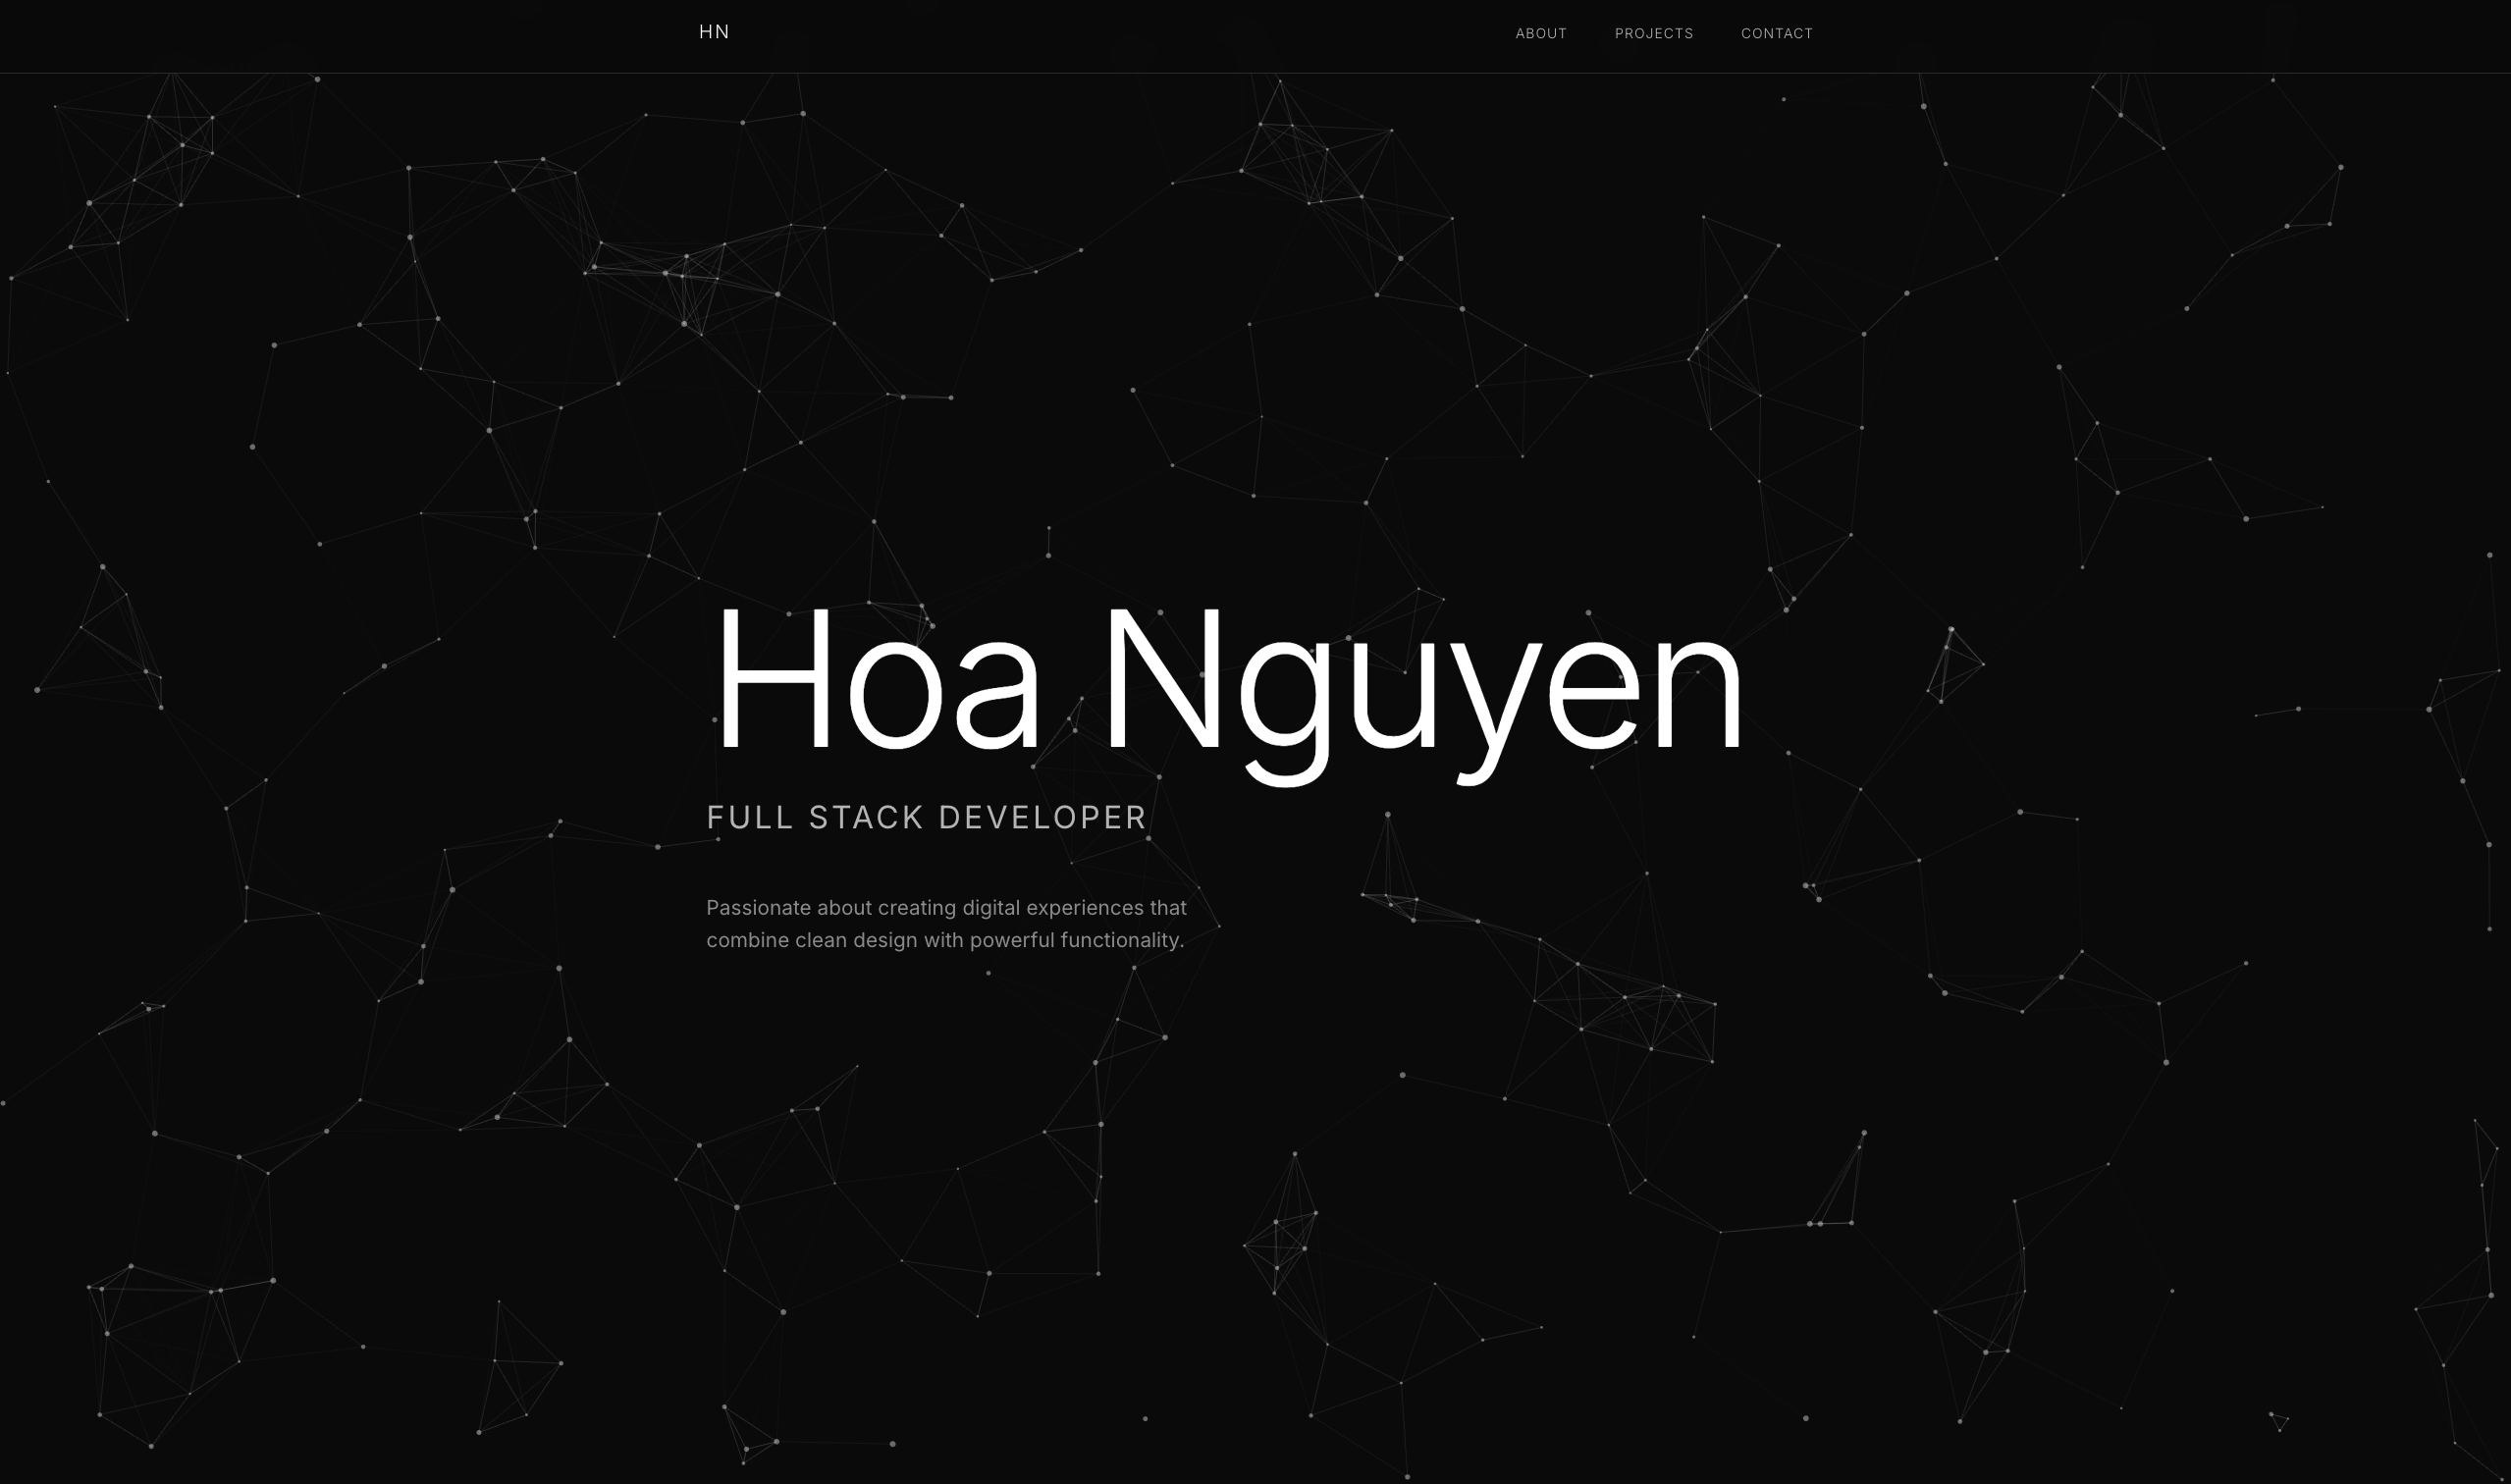 HN
ABOUT PROJECTS CONTACT
Hoa Nguyen
FULL STACK DEVELOPER
Passionate about creating digital experiences that
combine clean design with powerful functionality.